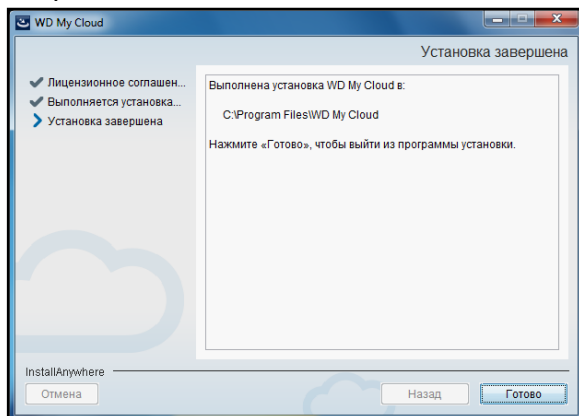 WD My Cloud
Установка завершена
Лицензионное соглашен...
Выполняется установка...
Установка завершена
Выполнена установка WD My Cloud в:
C:\Program Files\WD My Cloud
Нажмите «Готово», чтобы выйти из программы установки.
InstallAnywhere
Отмена
Назад
Готово